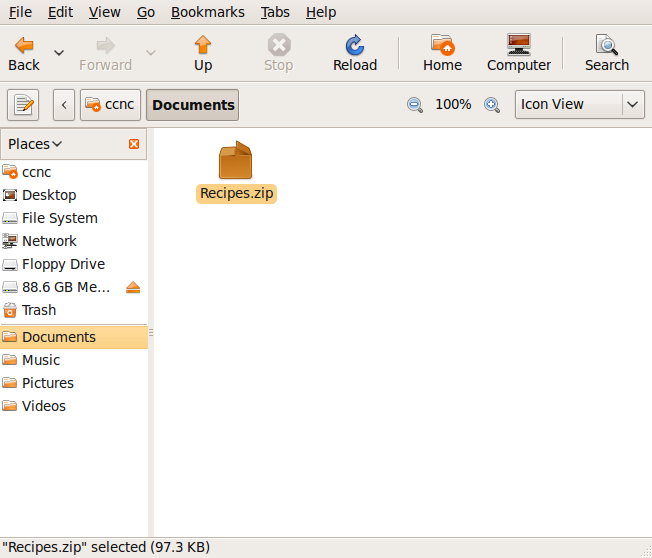 File Edit View Go Bookmarks Tabs Help
Back Forward Up Stop Reload Home Computer Search
ccnc Documents 100% Icon View
Places
ccnc
Desktop
File System
Network
Floppy Drive
88.6 GB Me...
Trash
Documents
Music
Pictures
Videos
Recipes.zip
"Recipes.zip" selected (97.3 KB)